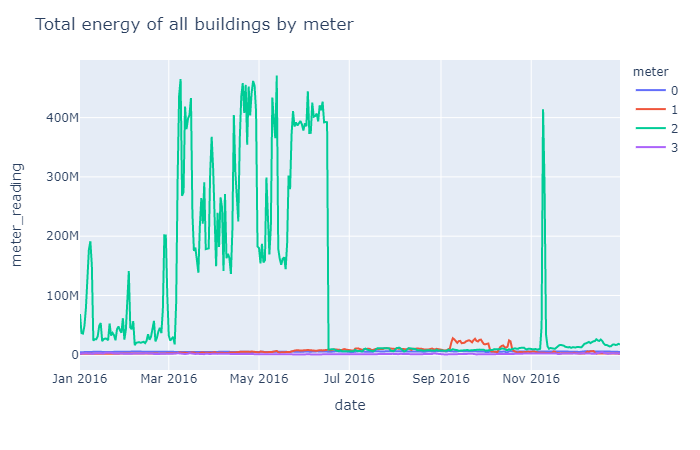 Total energy of all buildings by meter
meter
0
1
2
3
400M
300M
200M
100M
0
meter_reading
Jan 2016
Mar 2016
May 2016
Jul 2016
Sep 2016
Nov 2016
date